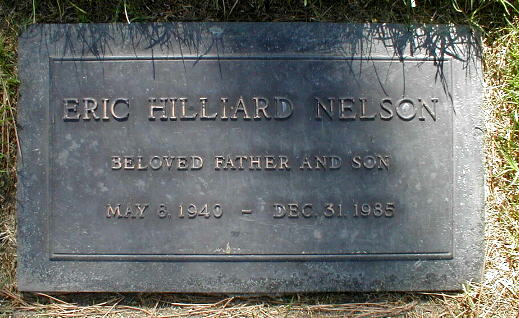 ERIC HILLIARD NELSON
BELOVED FATHER AND SON
MAY 8, 1940 – DEC. 31, 1985